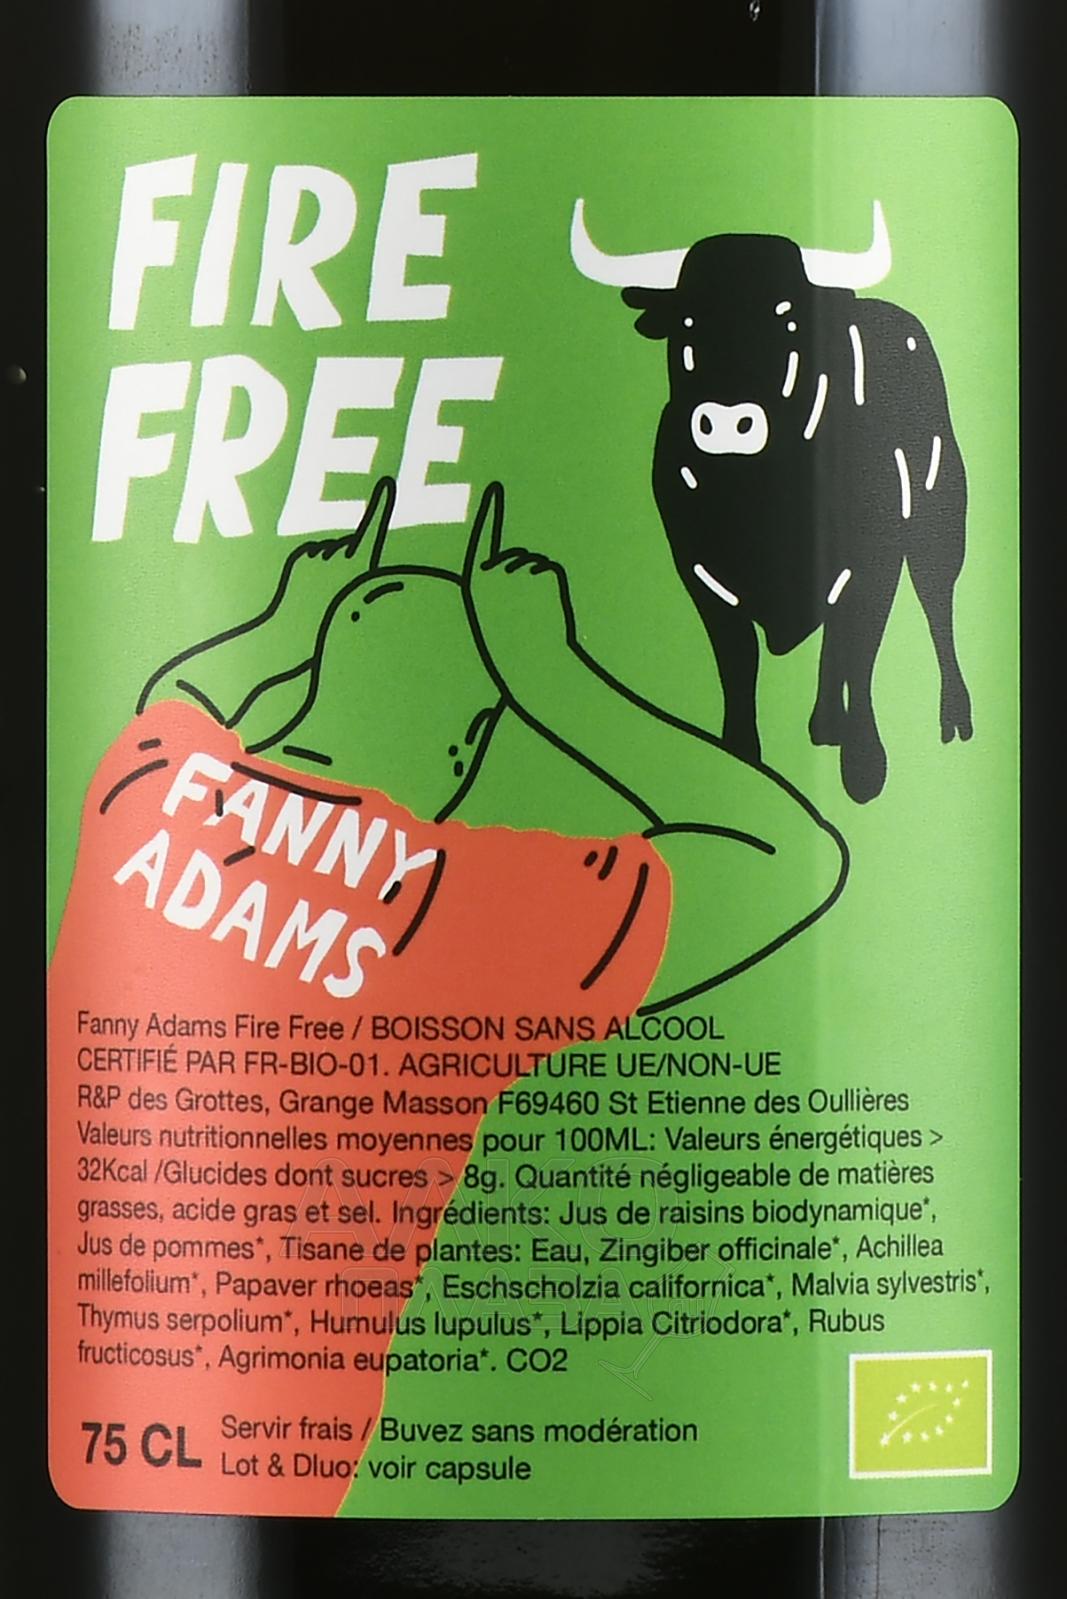 FIRE
FREE
FANNY
ADAMS
Fanny Adams Fire Free / BOISSON SANS ALCOOL
CERTIFIÉ PAR FR-BIO-01. AGRICULTURE UE/NON-UE
R&P des Grottes, Grange Masson F69460 St Etienne des Oullières
Valeurs nutritionnelles moyennes pour 100ML: Valeurs énergétiques >
32Kcal /Glucides dont sucres > 8g. Quantité négligeable de matières
grasses, acide gras et sel. Ingrédients: Jus de raisins biodynamique*,
Jus de pommes*, Tisane de plantes: Eau, Zingiber officinale*, Achillea
millefolium*, Papaver rhoeas*, Eschscholzia californica*, Malvia sylvestris*,
Thymus serpolium*, Humulus lupulus*, Lippia Citriodora*, Rubus
fructicosus*, Agrimonia eupatoria*. CO2
75 CL
Servir frais / Buvez sans modération
Lot & Dluo: voir capsule
АЛКО
ПЛАЗА